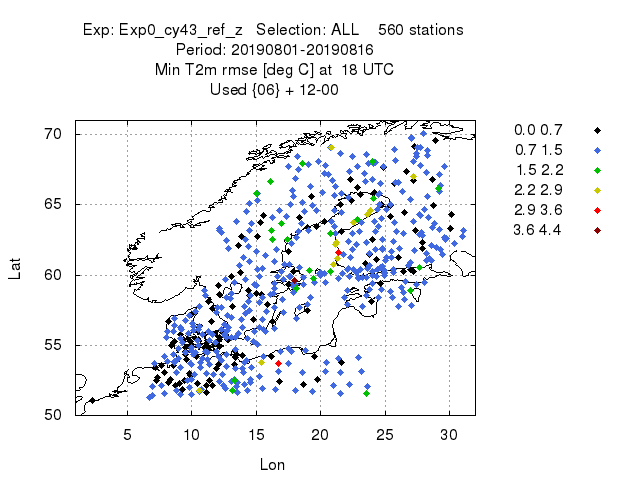 Exp: Exp0_cy43_ref_z Selection: ALL 560 stations
Period: 20190801-20190816
Min T2m rmse [deg C] at 18 UTC
Used {06} + 12-00
70
65
60
55
50
Lat
5 10 15 20 25 30
Lon
0.0 0.7
0.7 1.5
1.5 2.2
2.2 2.9
2.9 3.6
3.6 4.4